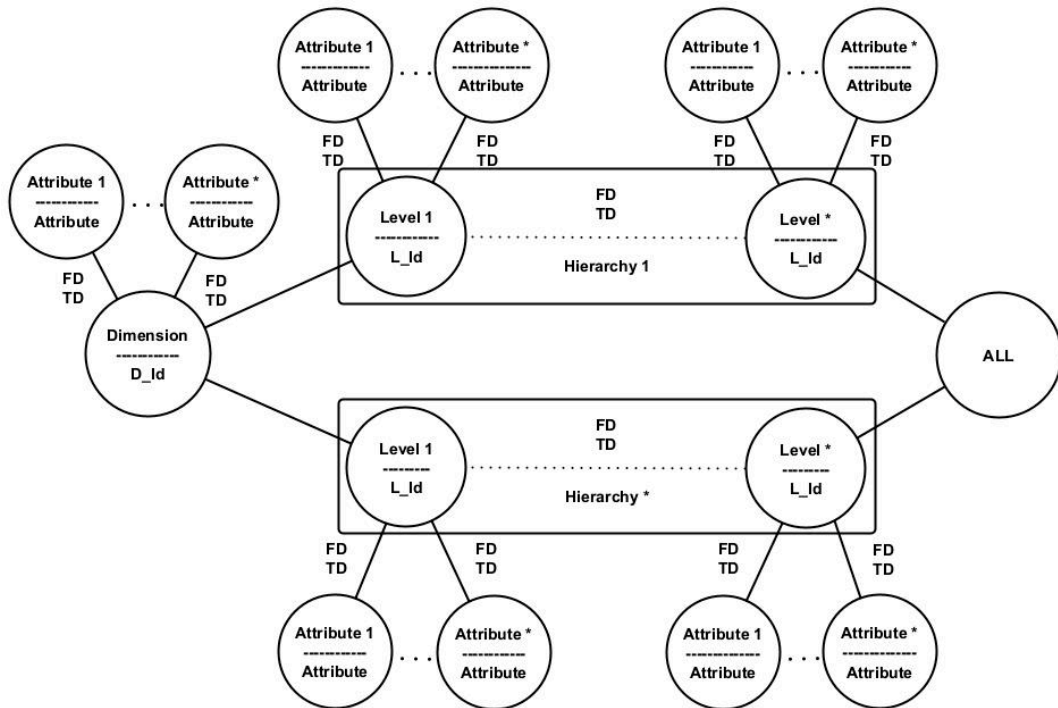 Attribute 1
-------------
Attribute
. . .
Attribute *
---------------
Attribute
Attribute 1
-------------
Attribute
. . .
Attribute *
---------------
Attribute
FD
TD
FD
TD
FD
TD
FD
TD
Attribute 1
------------
Attribute
. . .
Attribute *
------------
Attribute
FD
TD
FD
TD
Level 1
------------
L_Id
FD
TD
Hierarchy 1
Level *
------------
L_Id
Dimension
------------
D_Id
ALL
Level 1
---------
L_Id
FD
TD
Hierarchy *
Level *
---------
L_Id
FD
TD
FD
TD
FD
TD
FD
TD
Attribute 1
------------
Attribute
. . .
Attribute *
-------------
Attribute
Attribute 1
--------------
Attribute
. . .
Attribute *
--------------
Attribute